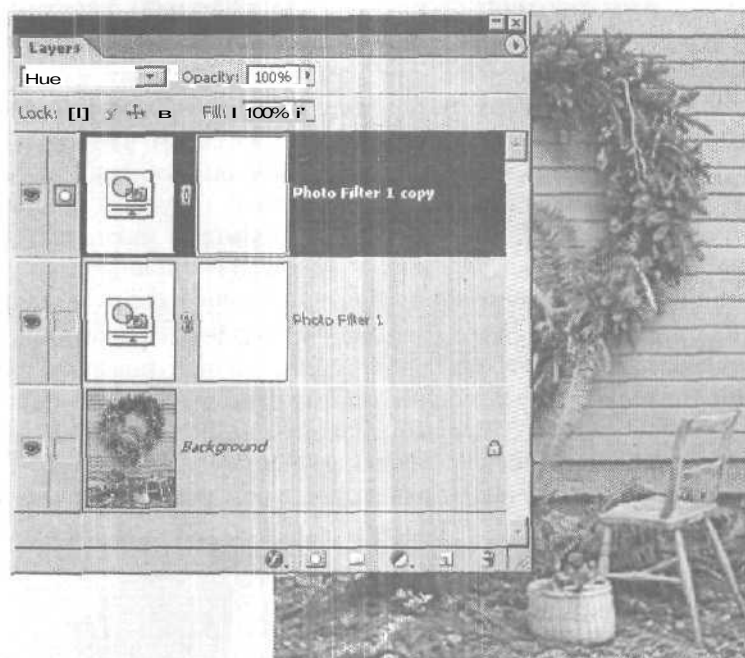 Layers
Hue Opacity: 100%
Lock: [I] B Fill: I 100% i"
Photo Filter 1 copy
Photo Filter 1
Background